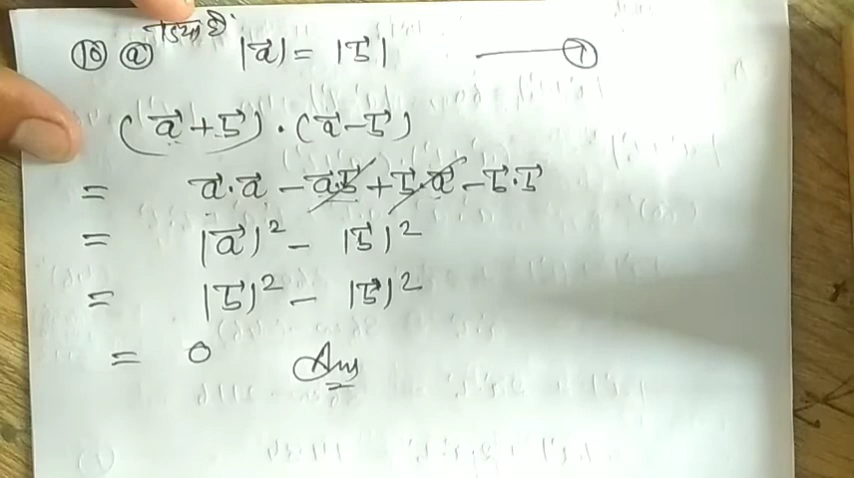 ⑩ ⓐ दिया है |a⃗| = |b⃗| —— ①
(a⃗ + b⃗) · (a⃗ - b⃗)
= a⃗·a⃗ - a⃗·b⃗ + b⃗·a⃗ - b⃗·b⃗
= |a⃗|² - |b⃗|²
= |b⃗|² - |b⃗|²
= 0 Ans